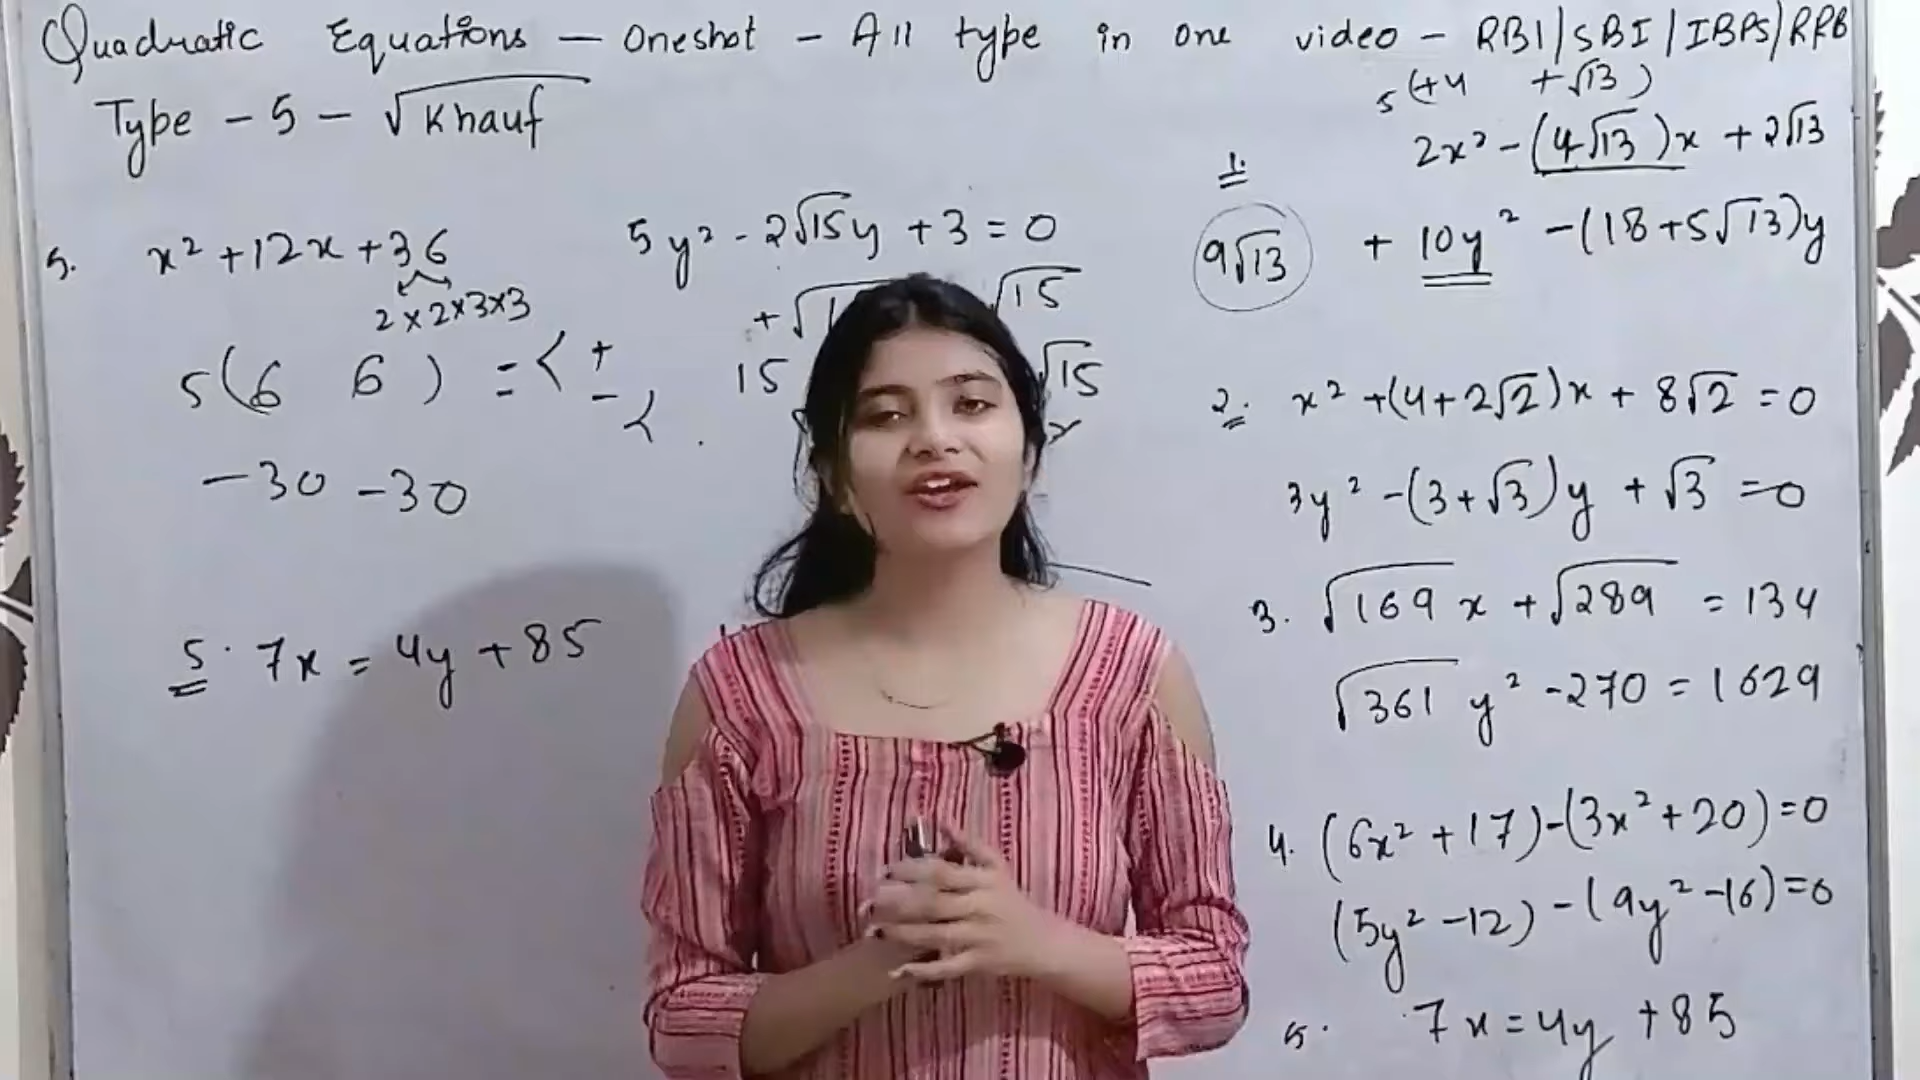 Quadratic Equations - Oneshot - All type in one video - RBI/SBI/IBPS/RRB
Type - 5 - √Khauf
5. x² + 12x + 36
2 × 2 × 3 × 3
5(6 6) = < +
- <
-30 -30
5. 7x = 4y + 85
5y² - 2√15y + 3 = 0
√15
15 √15
5(+4 +√13)
2x² - (4√13)x + 2√13
1.
9√13 + 10y² - (18 + 5√13)y
2. x² + (4 + 2√2)x + 8√2 = 0
3y² - (3 + √3)y + √3 = 0
3. √169 x + √289 = 134
√361 y² - 270 = 1629
4. (6x² + 17) - (3x² + 20) = 0
(5y² - 12) - (9y² - 16) = 0
5. 7x = 4y + 85